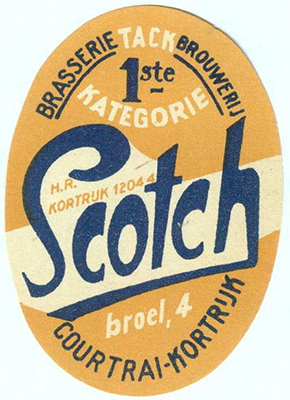 BRASSERIE TACK BROUWERIJ
1ste
KATEGORIE
H.R.
KORTRIJK 12044
Scotch
broel, 4
COURTRAI-KORTRIJK